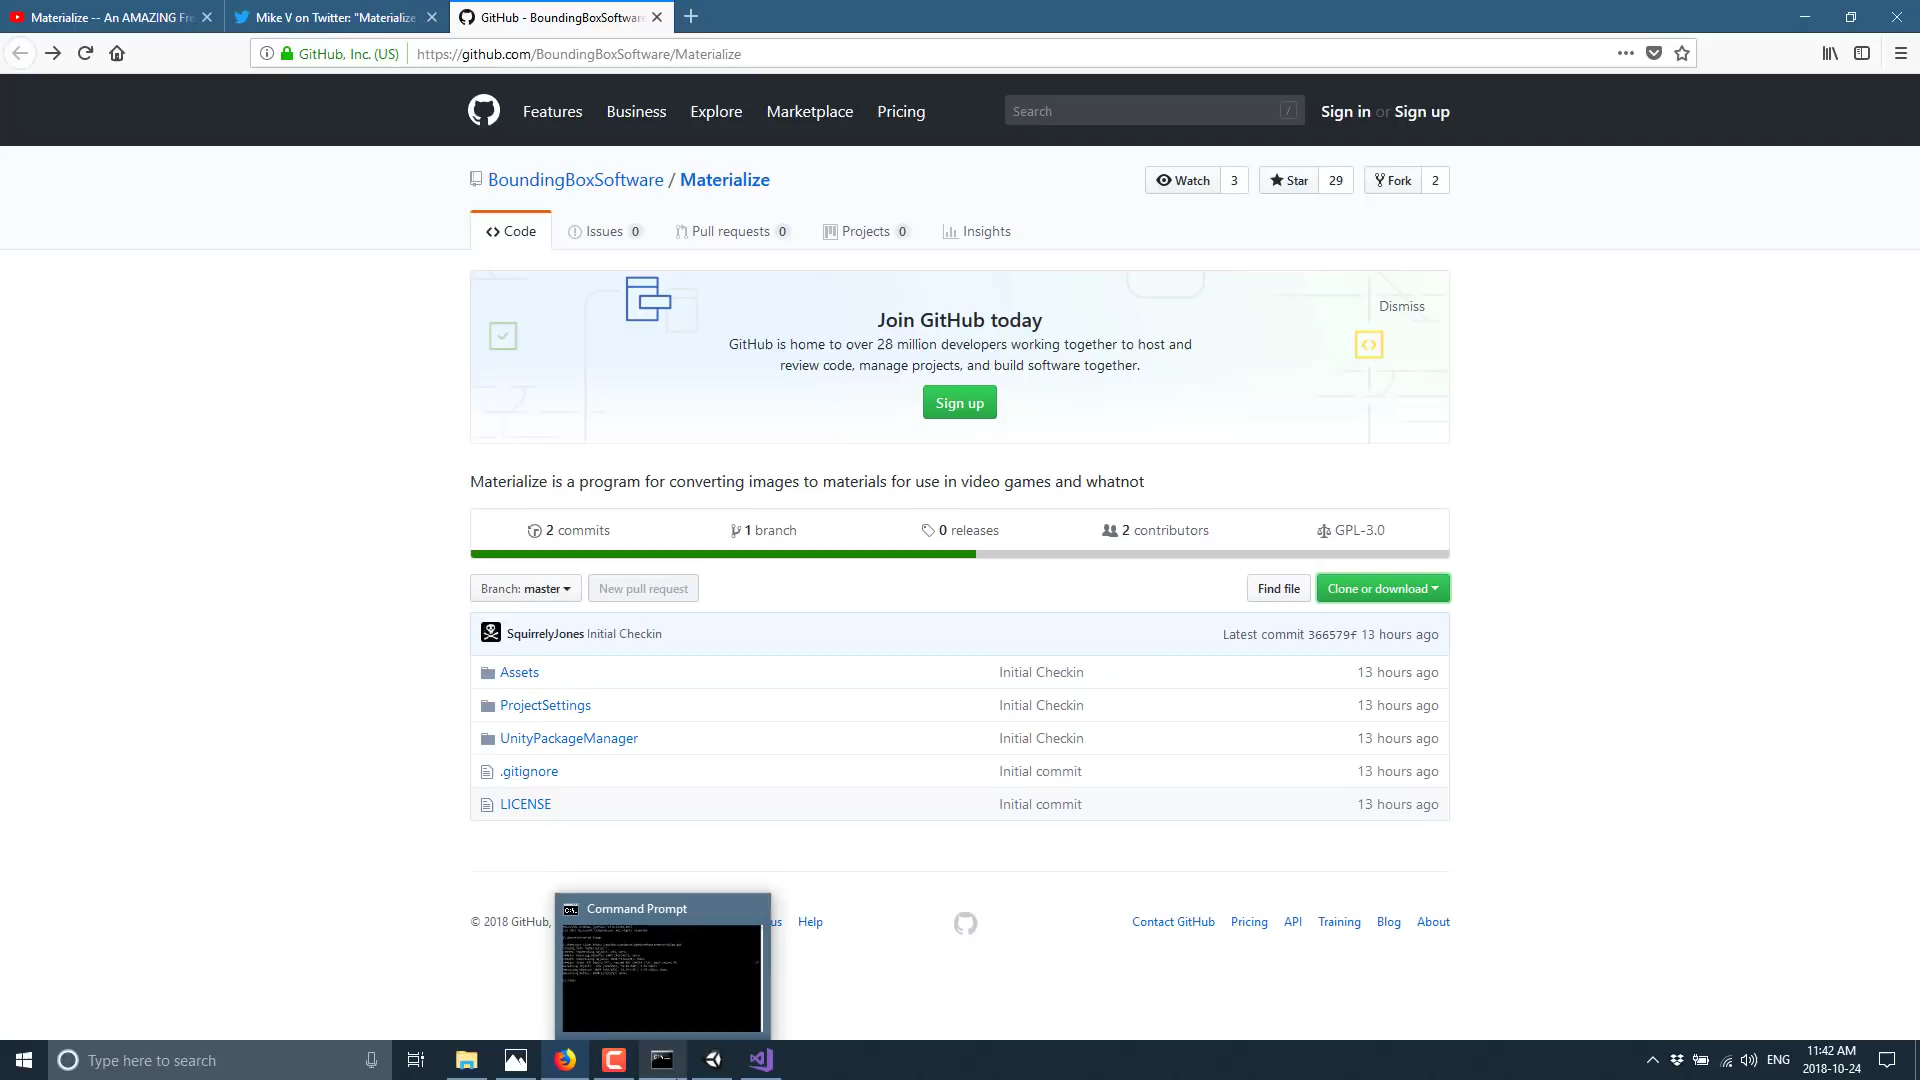 Materialize -- An AMAZING Fre
Mike V on Twitter: "Materialize
GitHub - BoundingBoxSoftware
GitHub, Inc. (US)
https://github.com/BoundingBoxSoftware/Materialize
Features
Business
Explore
Marketplace
Pricing
Search
/
Sign in or Sign up
BoundingBoxSoftware / Materialize
Watch 3
Star 29
Fork 2
Code
Issues 0
Pull requests 0
Projects 0
Insights
Dismiss
Join GitHub today
GitHub is home to over 28 million developers working together to host and
review code, manage projects, and build software together.
Sign up
Materialize is a program for converting images to materials for use in video games and whatnot
2 commits
1 branch
0 releases
2 contributors
GPL-3.0
Branch: master
New pull request
Find file
Clone or download
SquirrelyJones Initial Checkin
Latest commit 366579f 13 hours ago
Assets
Initial Checkin
13 hours ago
ProjectSettings
Initial Checkin
13 hours ago
UnityPackageManager
Initial Checkin
13 hours ago
.gitignore
Initial commit
13 hours ago
LICENSE
Initial commit
13 hours ago
© 2018 GitHub,
Command Prompt
us
Help
Contact GitHub
Pricing
API
Training
Blog
About
Type here to search
ENG
11:42 AM
2018-10-24